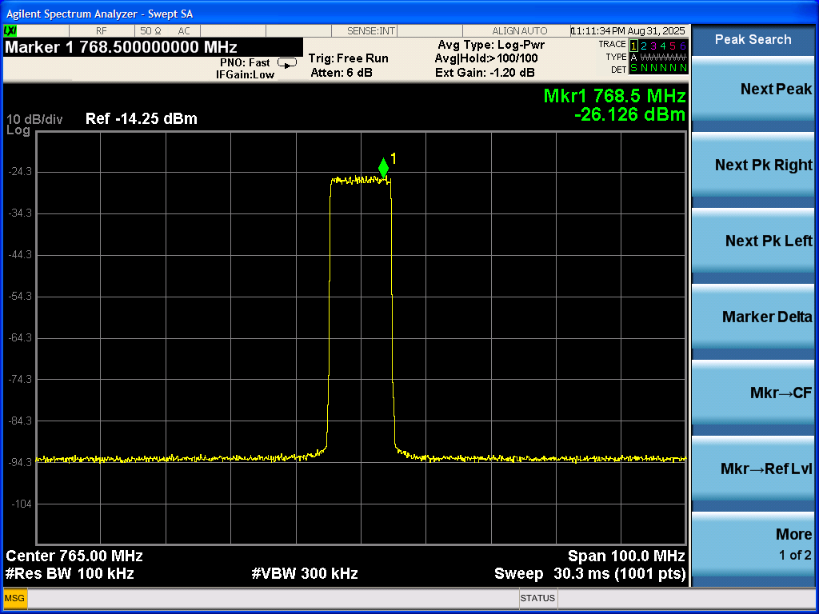 Agilent Spectrum Analyzer - Swept SA
LXI RF 50 Ω AC SENSE:INT ALIGN AUTO 11:11:34 PM Aug 31, 2025
Marker 1 768.500000000 MHz
PNO: Fast
IFGain:Low
Trig: Free Run
Atten: 6 dB
Avg Type: Log-Pwr
Avg|Hold:>100/100
Ext Gain: -1.20 dB
TRACE 1 2 3 4 5 6
TYPE A W W W W W
DET S N N N N N
Peak Search
Next Peak
Next Pk Right
Next Pk Left
Marker Delta
Mkr→CF
Mkr→Ref Lvl
More
1 of 2
Mkr1 768.5 MHz
-26.126 dBm
10 dB/div Ref -14.25 dBm
Log
1
-24.3
-34.3
-44.3
-54.3
-64.3
-74.3
-84.3
-94.3
-104
Center 765.00 MHz Span 100.0 MHz
#Res BW 100 kHz #VBW 300 kHz Sweep 30.3 ms (1001 pts)
MSG STATUS